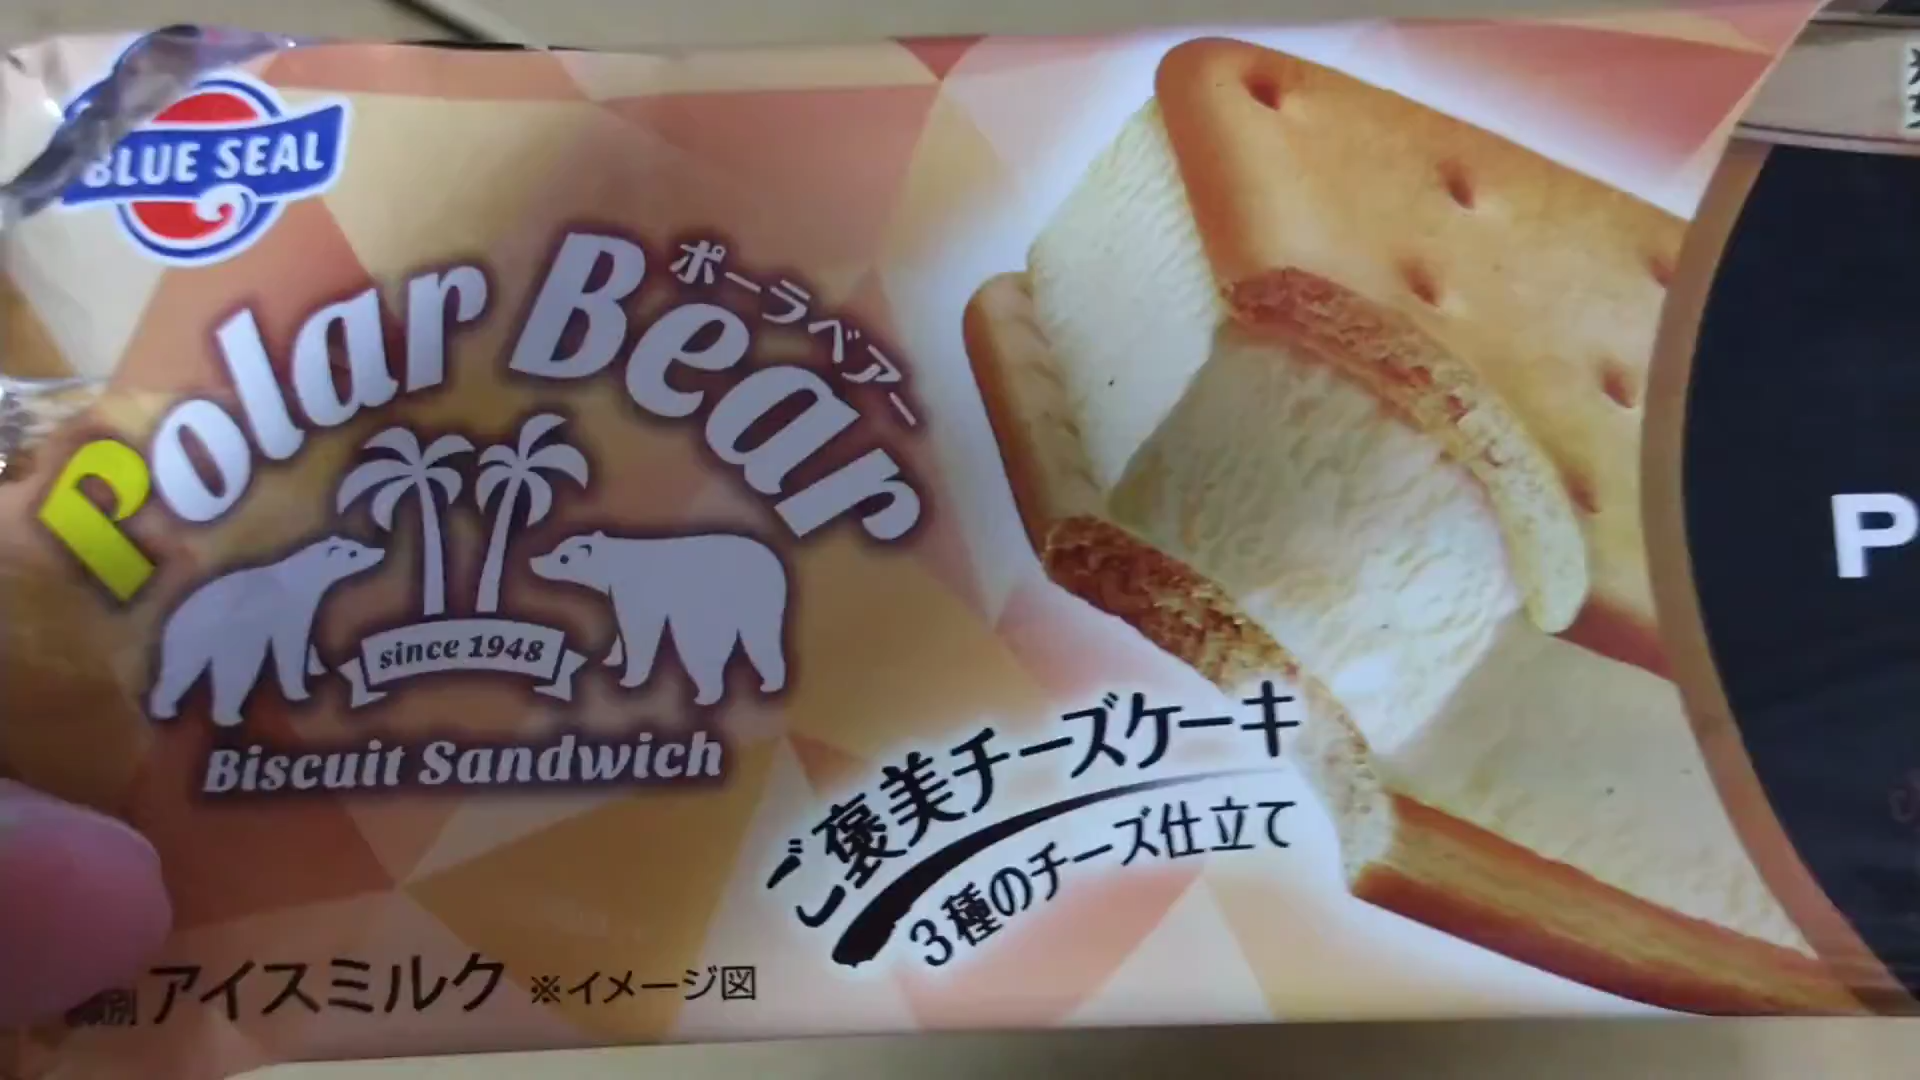 BLUE SEAL
Polar Bear
ポーラベアー
since 1948
Biscuit Sandwich
ご褒美チーズケーキ
3種のチーズ仕立て
アイスミルク ※イメージ図
P